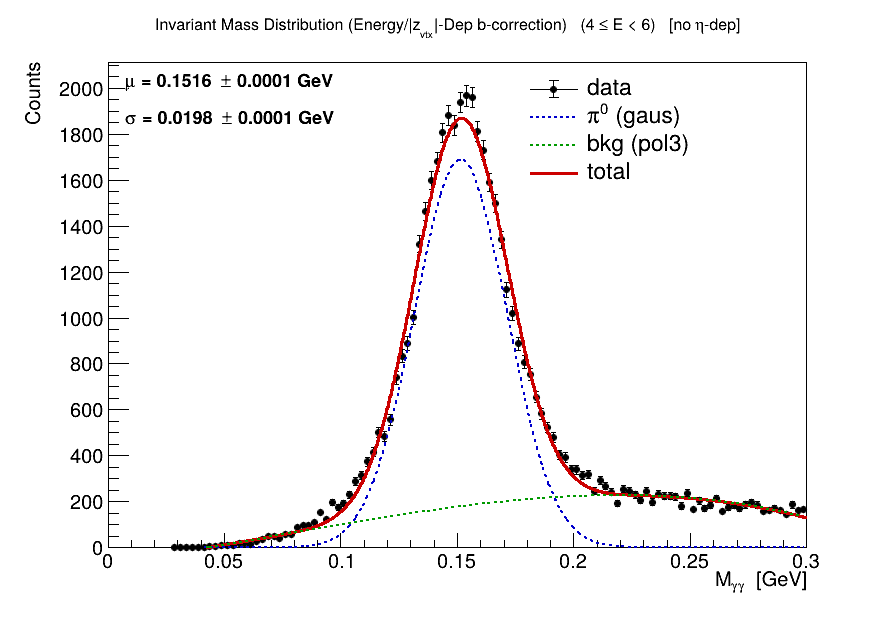 Invariant Mass Distribution (Energy/|z_vtx|-Dep b-correction) (4 ≤ E < 6) [no η-dep]
Counts
μ = 0.1516 ± 0.0001 GeV
σ = 0.0198 ± 0.0001 GeV
data
π⁰ (gaus)
bkg (pol3)
total
2000
1800
1600
1400
1200
1000
800
600
400
200
0
0 0.05 0.1 0.15 0.2 0.25 0.3
M_γγ [GeV]